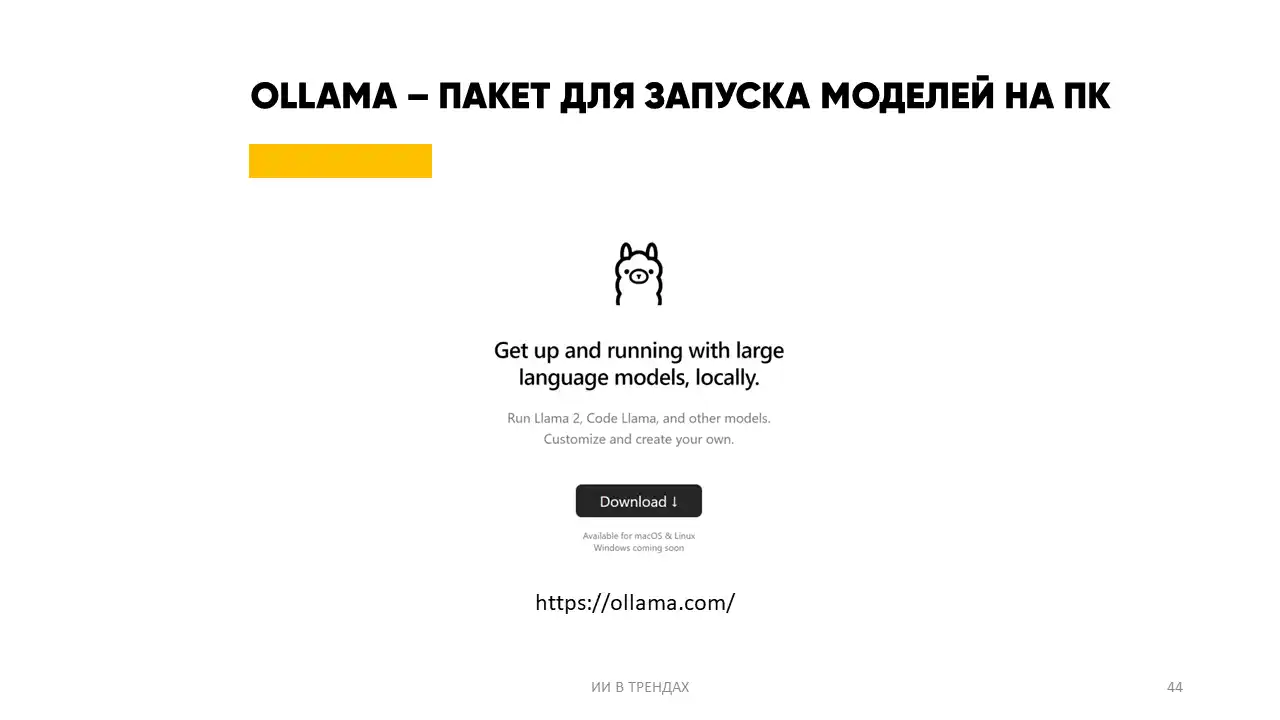 OLLAMA – ПАКЕТ ДЛЯ ЗАПУСКА МОДЕЛЕЙ НА ПК
Get up and running with large
language models, locally.
Run Llama 2, Code Llama, and other models.
Customize and create your own.
Download ↓
Available for macOS & Linux
Windows coming soon
https://ollama.com/
ИИ В ТРЕНДАХ
44